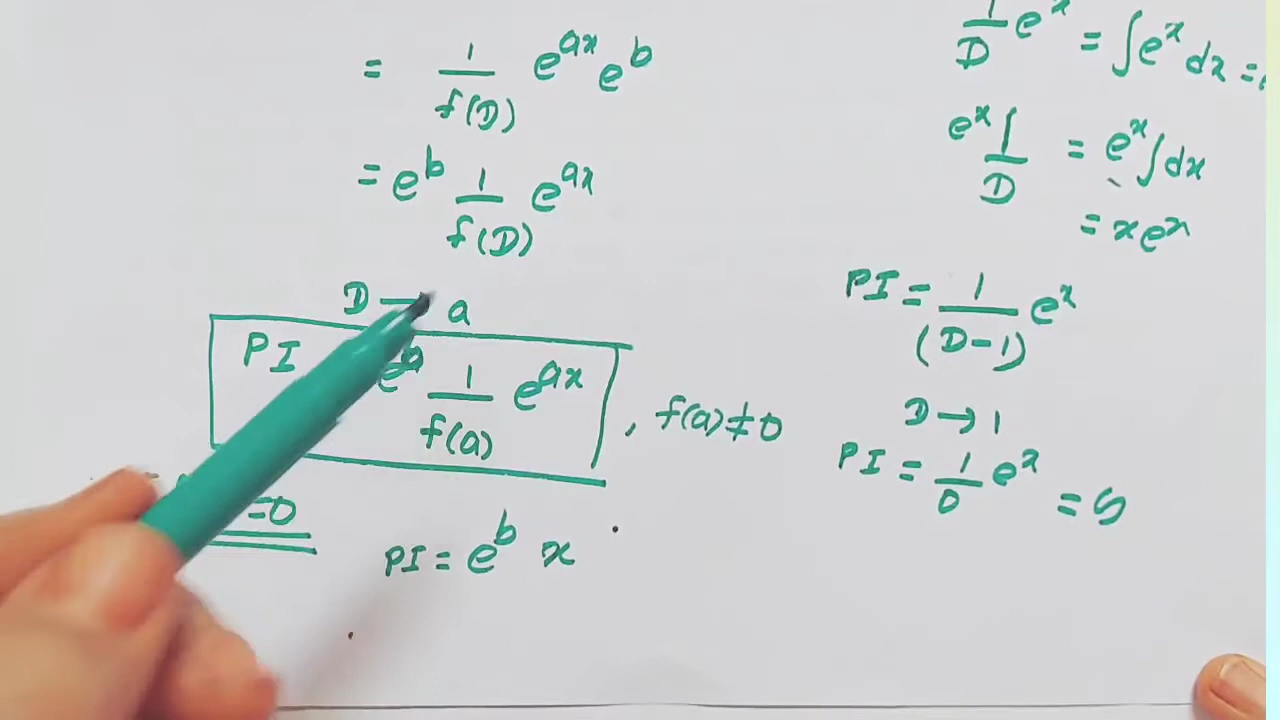 = 1/f(D) e^{ax} e^b
= e^b 1/f(D) e^{ax}
D → a
PI e^b 1/f(a) e^{ax} , f(a) ≠ 0
=0
PI = e^b x
1/D e^x = ∫e^x dx =
e^x 1/D = e^x ∫dx
= xe^x
PI = 1/(D-1) e^x
D → 1
PI = 1/0 e^x =